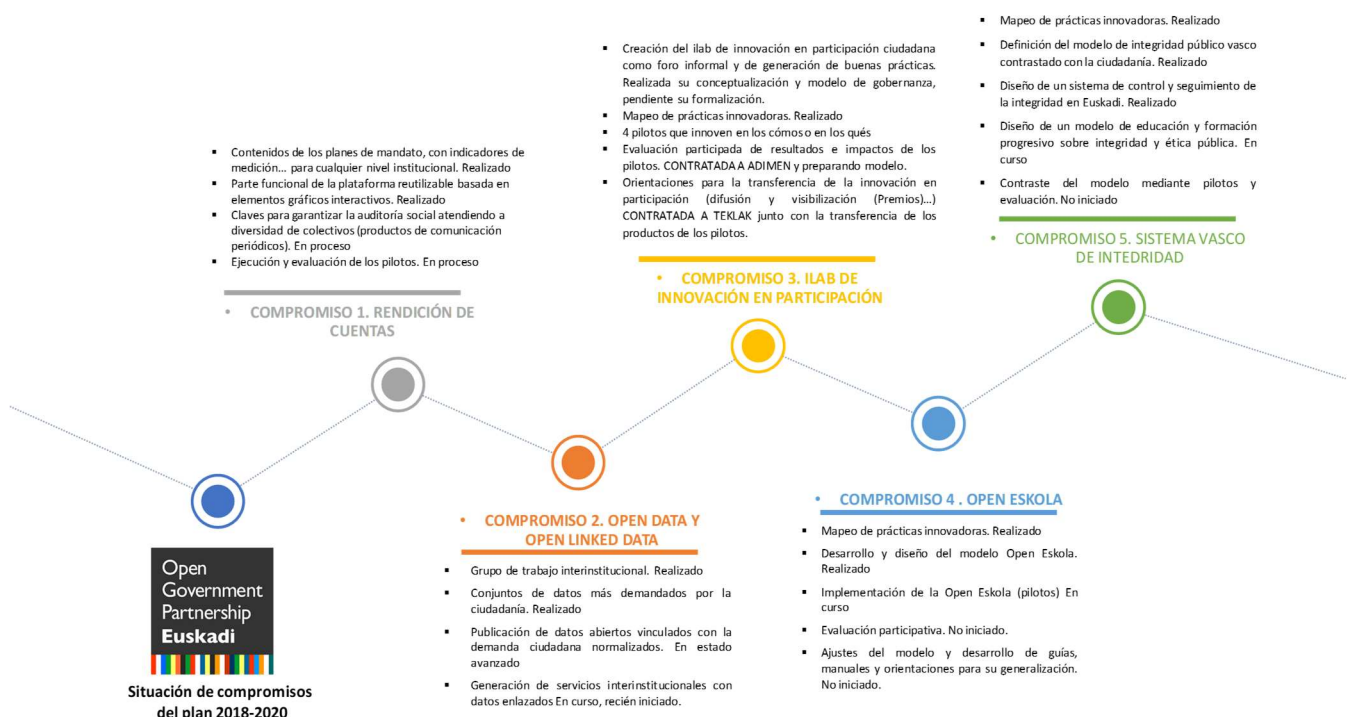 ▪ Contenidos de los planes de mandato, con indicadores de
medición... para cualquier nivel institucional. Realizado
▪ Parte funcional de la plataforma reutilizable basada en
elementos gráficos interactivos. Realizado
▪ Claves para garantizar la auditoría social atendiendo a
diversidad de colectivos (productos de comunicación
periódicos). En proceso
▪ Ejecución y evaluación de los pilotos. En proceso
• COMPROMISO 1. RENDICIÓN DE
CUENTAS
▪ Creación del ilab de innovación en participación ciudadana
como foro informal y de generación de buenas prácticas.
Realizada su conceptualización y modelo de gobernanza,
pendiente su formalización.
▪ Mapeo de prácticas innovadoras. Realizado
▪ 4 pilotos que innoven en los cómos o en los qués
▪ Evaluación participada de resultados e impactos de los
pilotos. CONTRATADA A ADIMEN y preparando modelo.
▪ Orientaciones para la transferencia de la innovación en
participación (difusión y visibilización (Premios)...)
CONTRATADA A TEKLAK junto con la transferencia de los
productos de los pilotos.
• COMPROMISO 3. ILAB DE
INNOVACIÓN EN PARTICIPACIÓN
▪ Mapeo de prácticas innovadoras. Realizado
▪ Definición del modelo de integridad público vasco
contrastado con la ciudadanía. Realizado
▪ Diseño de un sistema de control y seguimiento de
la integridad en Euskadi. Realizado
▪ Diseño de un modelo de educación y formación
progresivo sobre integridad y ética pública. En
curso
▪ Contraste del modelo mediante pilotos y
evaluación. No iniciado
• COMPROMISO 5. SISTEMA VASCO
DE INTEDRIDAD
Open
Government
Partnership
Euskadi
Situación de compromisos
del plan 2018-2020
• COMPROMISO 2. OPEN DATA Y
OPEN LINKED DATA
▪ Grupo de trabajo interinstitucional. Realizado
▪ Conjuntos de datos más demandados por la
ciudadanía. Realizado
▪ Publicación de datos abiertos vinculados con la
demanda ciudadana normalizados. En estado
avanzado
▪ Generación de servicios interinstitucionales con
datos enlazados En curso, recién iniciado.
• COMPROMISO 4 . OPEN ESKOLA
▪ Mapeo de prácticas innovadoras. Realizado
▪ Desarrollo y diseño del modelo Open Eskola.
Realizado
▪ Implementación de la Open Eskola (pilotos) En
curso
▪ Evaluación participativa. No iniciado.
▪ Ajustes del modelo y desarrollo de guías,
manuales y orientaciones para su generalización.
No iniciado.